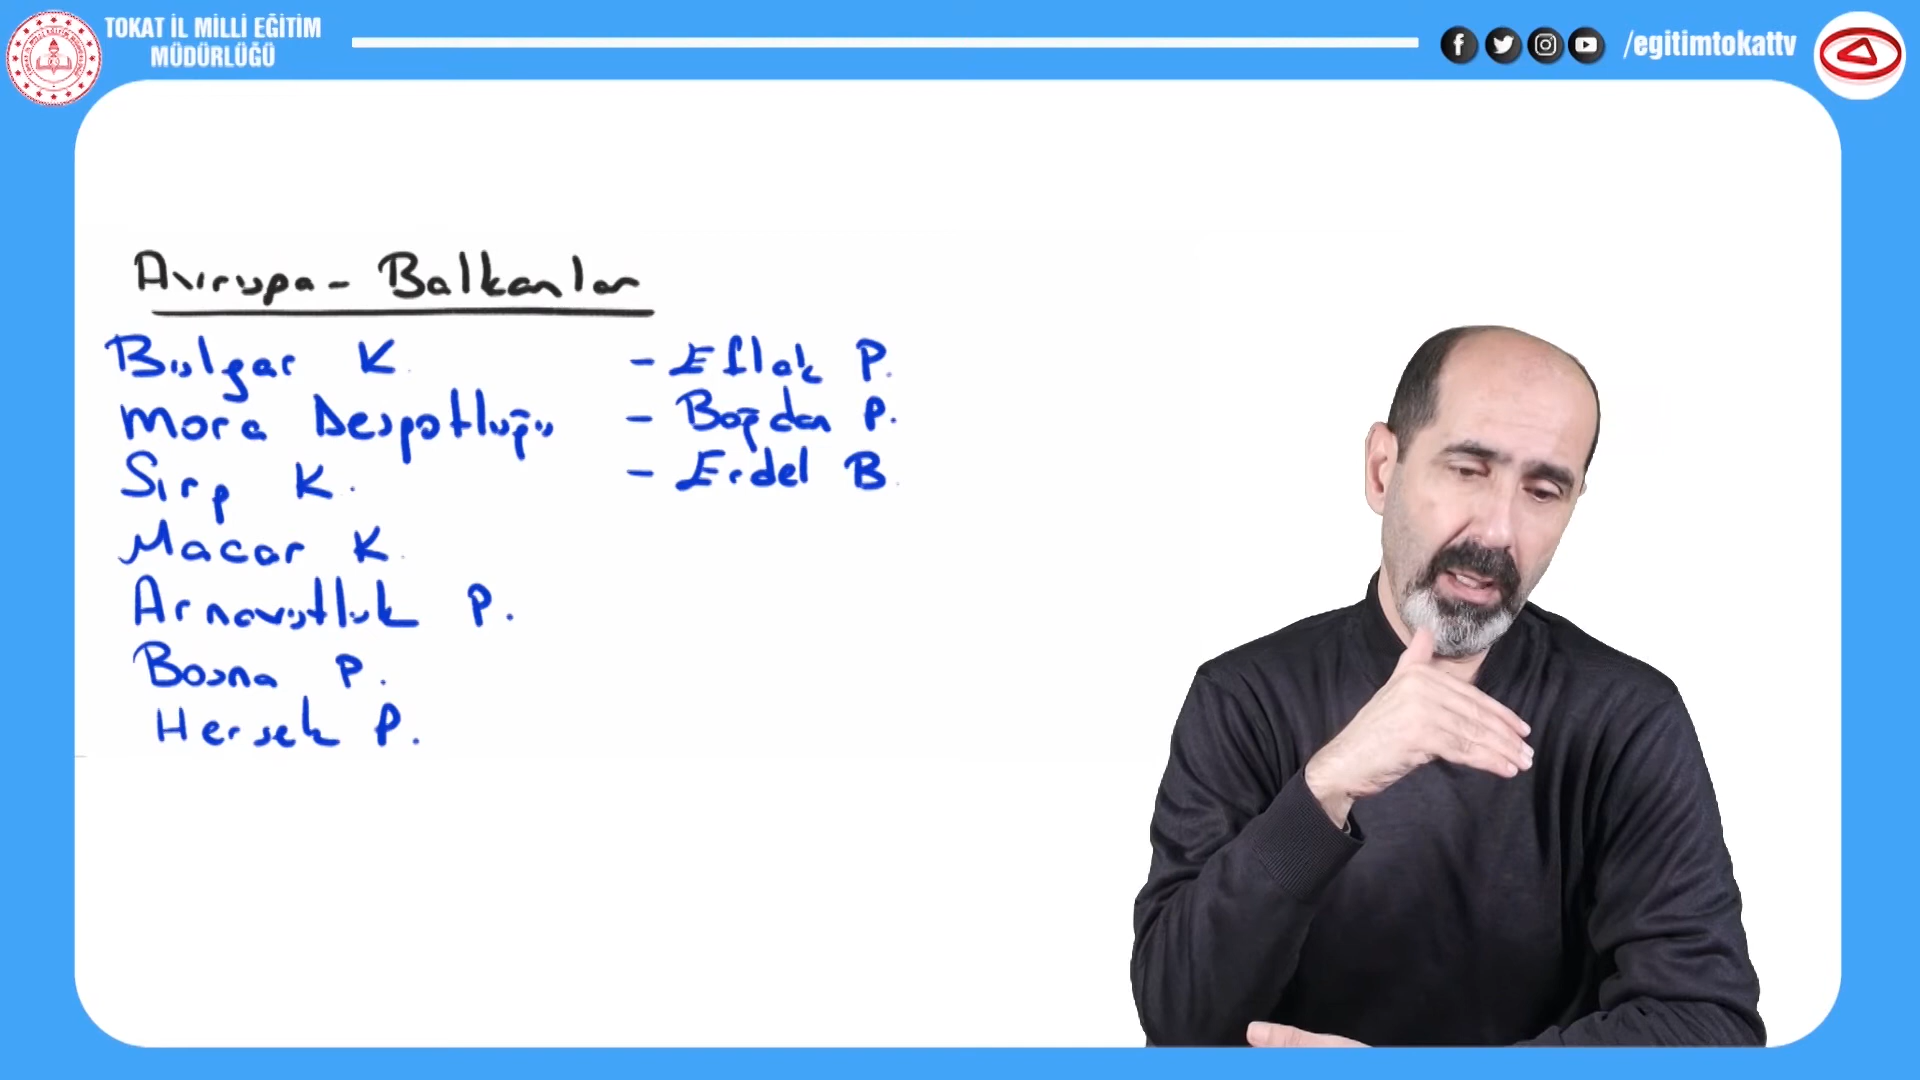 TOKAT İL MİLLİ EĞİTİM
MÜDÜRLÜĞÜ
/egitimtokattv
Avrupa - Balkanlar
Bulgar K.
Mora Despotluğu
Sırp K.
Macar K.
Arnavutluk P.
Bosna P.
Hersek P.
- Eflak P.
- Boğdan P.
- Erdel B.